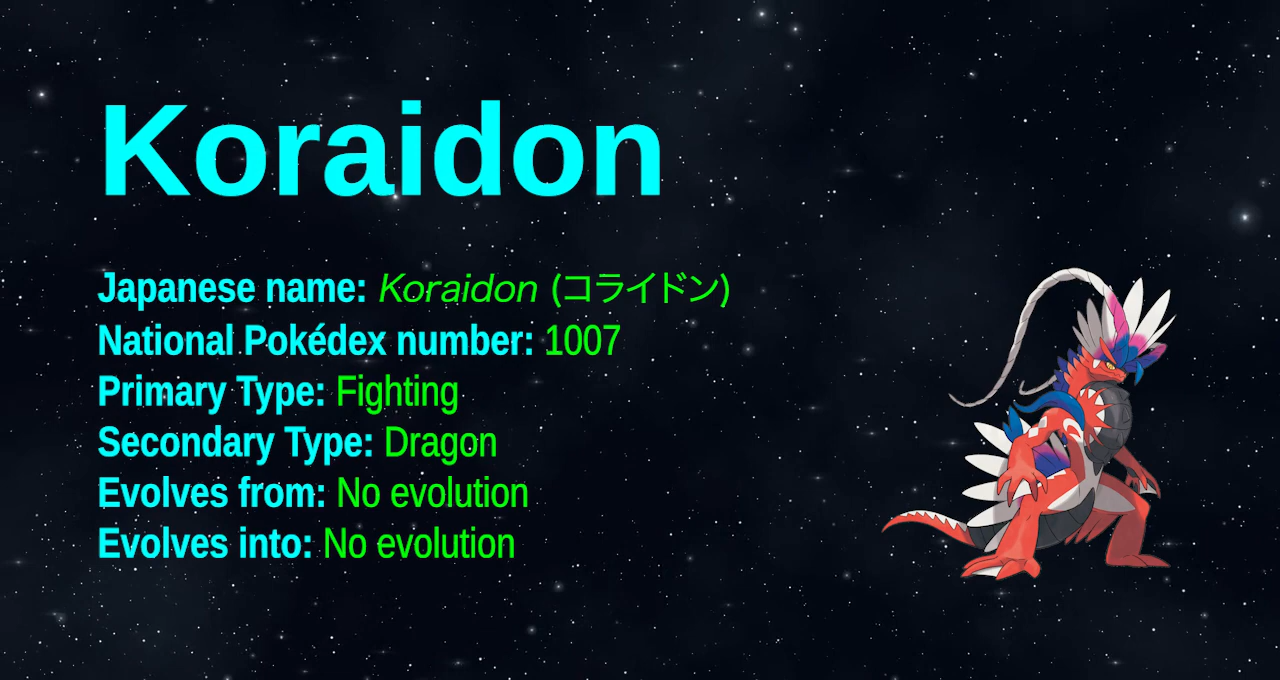 Koraidon
Japanese name: Koraidon (コライドン)
National Pokédex number: 1007
Primary Type: Fighting
Secondary Type: Dragon
Evolves from: No evolution
Evolves into: No evolution